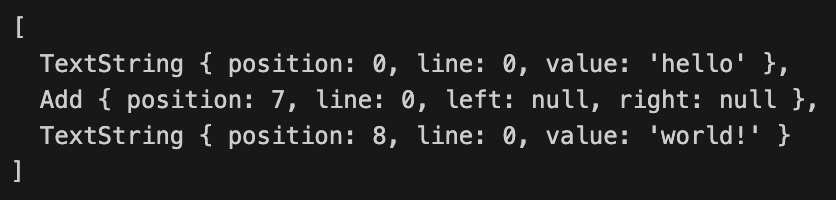 [
  TextString { position: 0, line: 0, value: 'hello' },
  Add { position: 7, line: 0, left: null, right: null },
  TextString { position: 8, line: 0, value: 'world!' }
]